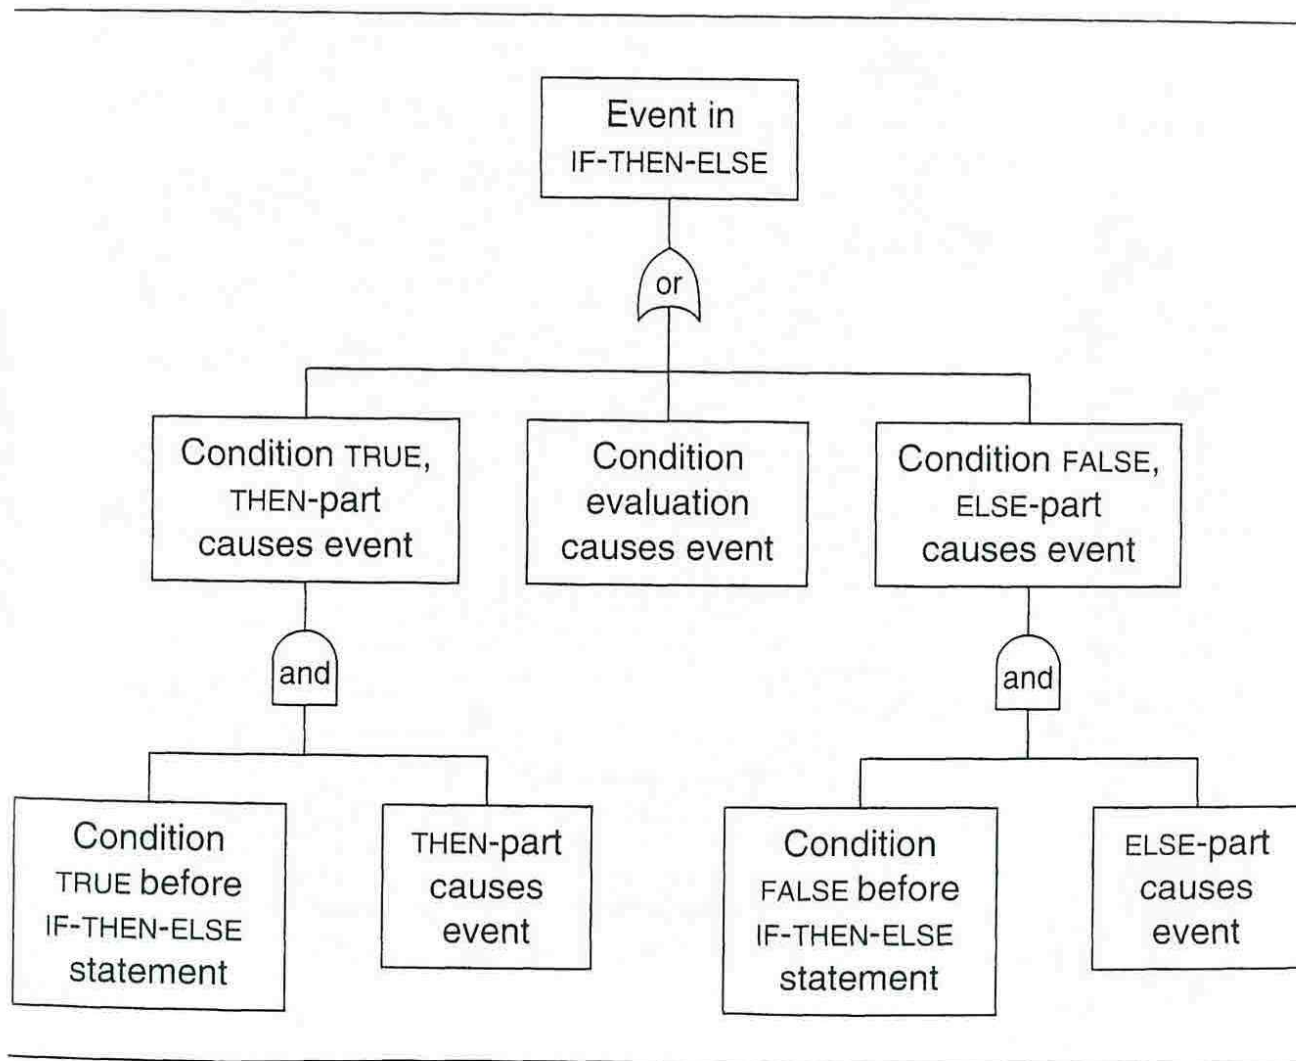 Event in
IF-THEN-ELSE
or
Condition TRUE,
THEN-part
causes event
Condition
evaluation
causes event
Condition FALSE,
ELSE-part
causes event
and
and
Condition
TRUE before
IF-THEN-ELSE
statement
THEN-part
causes
event
Condition
FALSE before
IF-THEN-ELSE
statement
ELSE-part
causes
event